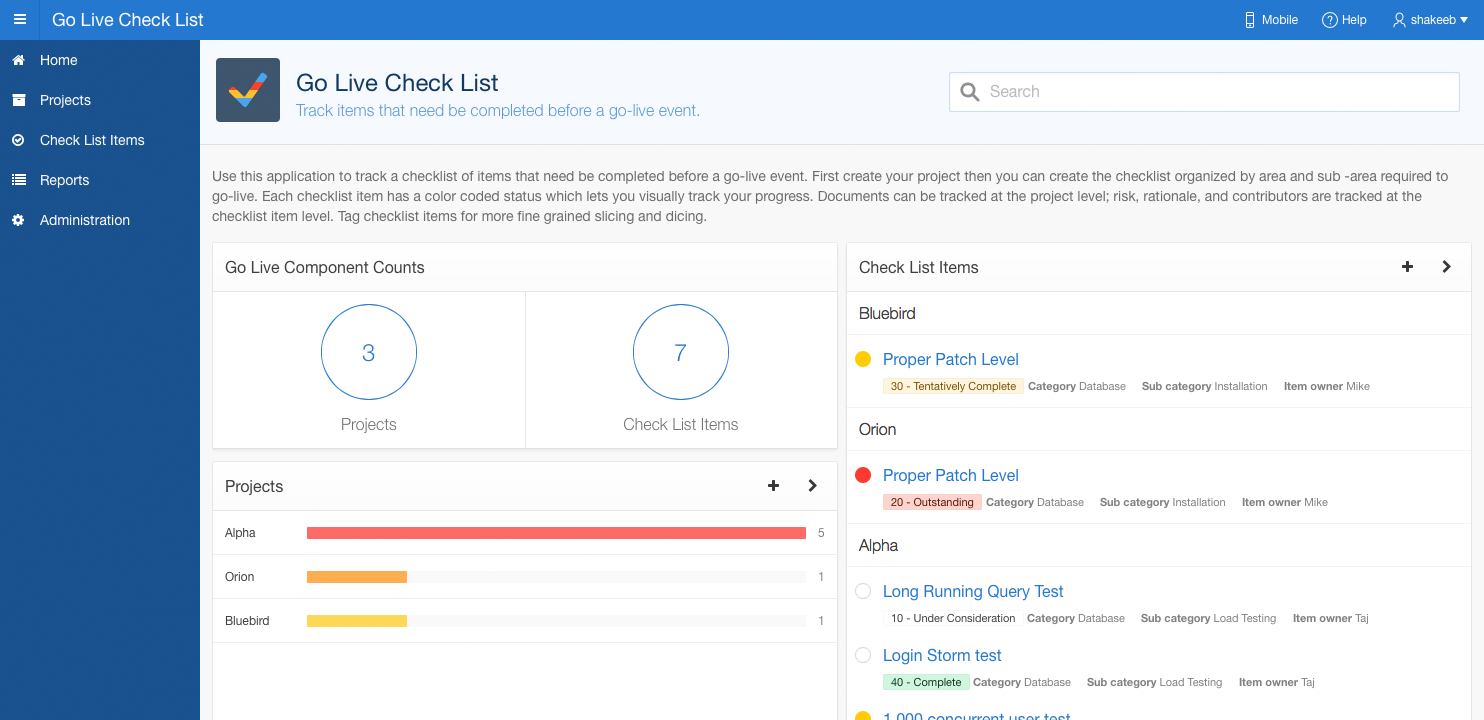 Go Live Check List
Mobile
Help
shakeeb
Home
Projects
Check List Items
Reports
Administration
Go Live Check List
Track items that need be completed before a go-live event.
Search
Use this application to track a checklist of items that need be completed before a go-live event. First create your project then you can create the checklist organized by area and sub -area required to
go-live. Each checklist item has a color coded status which lets you visually track your progress. Documents can be tracked at the project level; risk, rationale, and contributors are tracked at the
checklist item level. Tag checklist items for more fine grained slicing and dicing.
Go Live Component Counts
3
Projects
7
Check List Items
Projects
Alpha 5
Orion 1
Bluebird 1
Check List Items
Bluebird
Proper Patch Level
30 - Tentatively Complete Category Database Sub category Installation Item owner Mike
Orion
Proper Patch Level
20 - Outstanding Category Database Sub category Installation Item owner Mike
Alpha
Long Running Query Test
10 - Under Consideration Category Database Sub category Load Testing Item owner Taj
Login Storm test
40 - Complete Category Database Sub category Load Testing Item owner Taj
1,000 concurrent user test